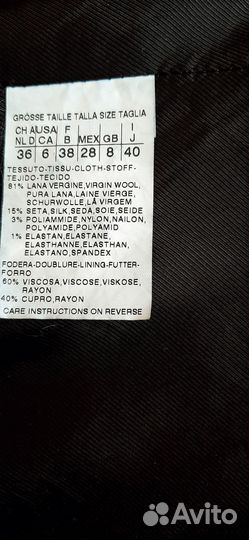 GRÖSSE TAILLE TALLA SIZE TAGLIA
CH A USA F I
NL D CA B MEX GB J
36 6 38 28 8 40
TESSUTO-TISSU-CLOTH-STOFF-
TEJIDO-TECIDO
81% LANA VERGINE,VIRGIN WOOL,
PURA LANA,LAINE VIERGE,
SCHURWOLLE,LÃ VIRGEM
15% SETA,SILK,SEDA,SOIE,SEIDE
3% POLIAMMIDE,NYLON,NAILON,
POLYAMIDE,POLYAMID
1% ELASTAN,ELASTANE,
ELASTHANNE,ELASTHAN,
ELASTANO,SPANDEX
FODERA-DOUBLURE-LINING-FUTTER-
FORRO
60% VISCOSA,VISCOSE,VISKOSE,
RAYON
40% CUPRO,RAYON
CARE INSTRUCTIONS ON REVERSE
Avito